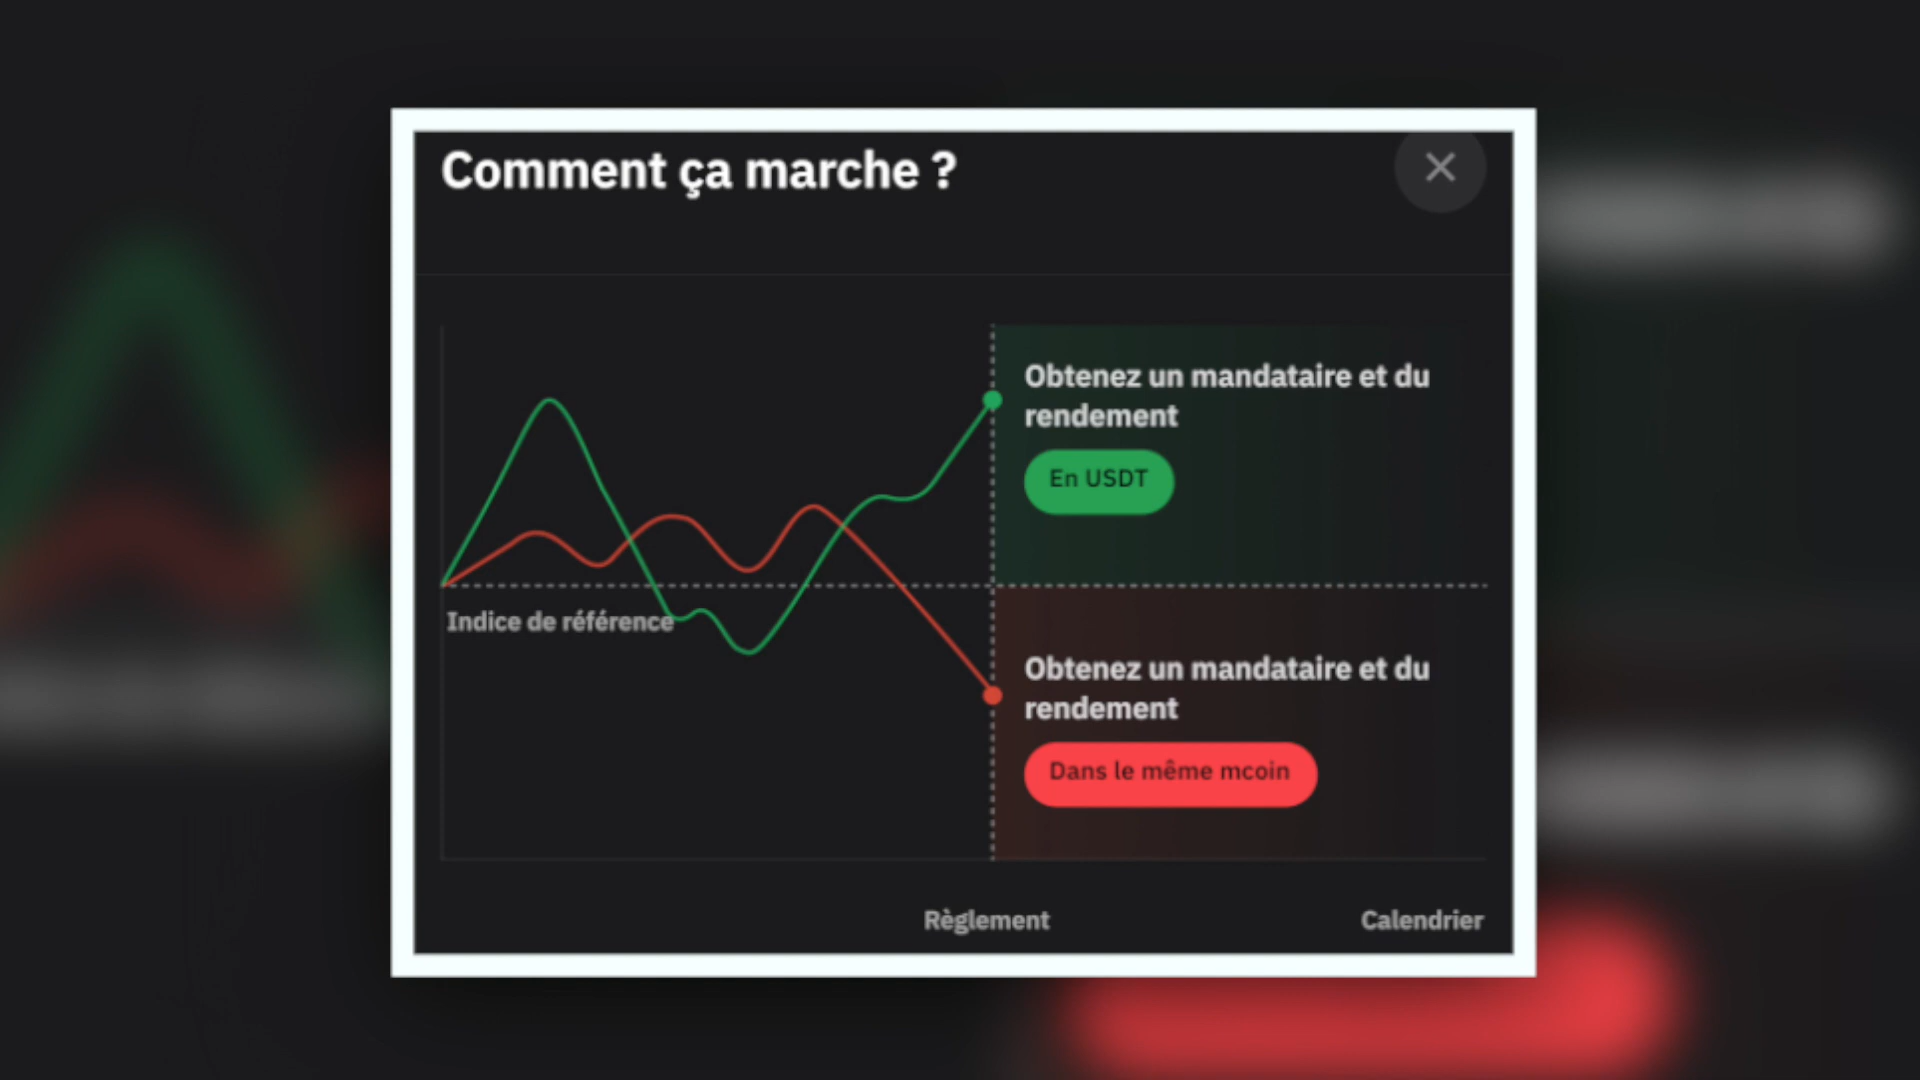 Comment ça marche ?
Obtenez un mandataire et du
rendement
En USDT
Indice de référence
Obtenez un mandataire et du
rendement
Dans le même mcoin
Règlement
Calendrier